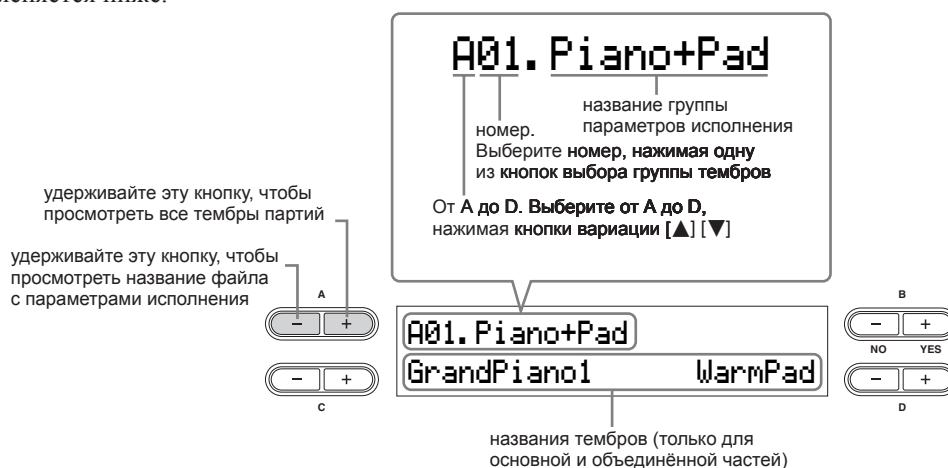 A01. Piano+Pad
название группы
параметров исполнения
номер.
Выберите номер, нажимая одну
из кнопок выбора группы тембров
От A до D. Выберите от A до D,
нажимая кнопки вариации [▲] [▼]
удерживайте эту кнопку, чтобы
просмотреть все тембры партий
удерживайте эту кнопку, чтобы
просмотреть название файла
с параметрами исполнения
A
B
- +
A01. Piano+Pad
- +
NO YES
- +
GrandPiano1 WarmPad
- +
C
D
названия тембров (только для
основной и объединённой частей)